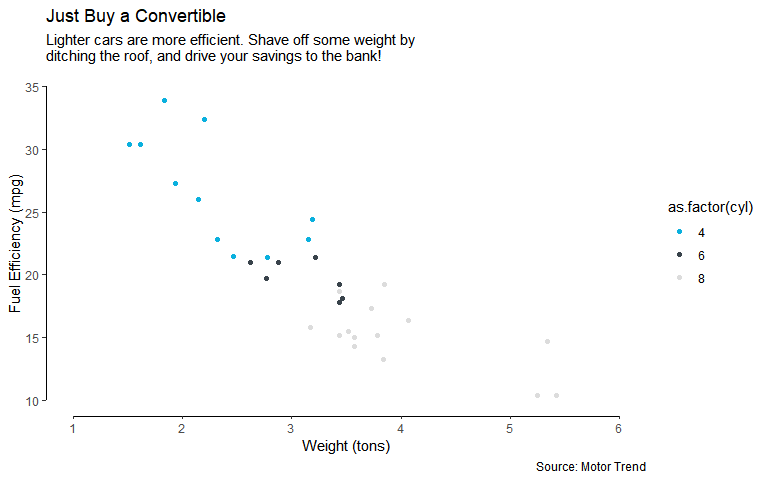 Just Buy a Convertible
Lighter cars are more efficient. Shave off some weight by
ditching the roof, and drive your savings to the bank!
35
30
25
20
15
10
Fuel Efficiency (mpg)
as.factor(cyl)
4
6
8
1 2 3 4 5 6
Weight (tons)
Source: Motor Trend